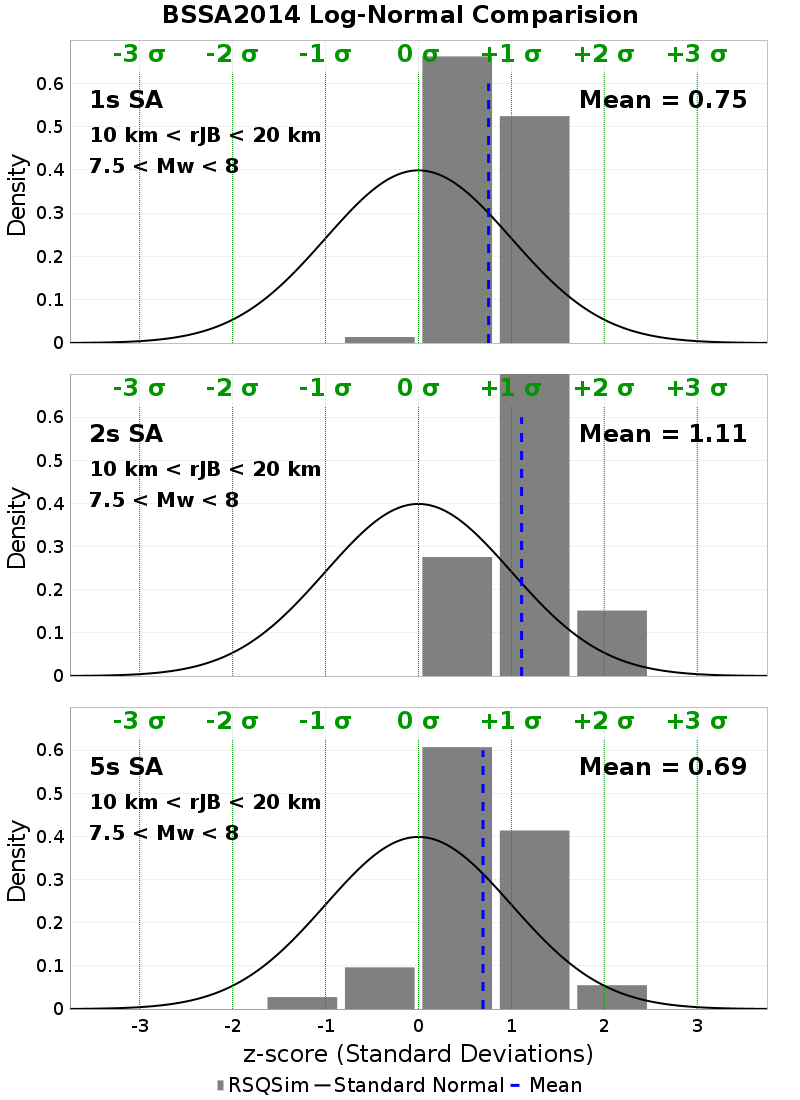 BSSA2014 Log-Normal Comparision
-3 σ -2 σ -1 σ 0 σ +1 σ +2 σ +3 σ
1s SA Mean = 0.75
10 km < rJB < 20 km
7.5 < Mw < 8
Density
0.6
0.5
0.4
0.3
0.2
0.1
0
-3 σ -2 σ -1 σ 0 σ +1 σ +2 σ +3 σ
2s SA Mean = 1.11
10 km < rJB < 20 km
7.5 < Mw < 8
Density
0.6
0.5
0.4
0.3
0.2
0.1
0
-3 σ -2 σ -1 σ 0 σ +1 σ +2 σ +3 σ
5s SA Mean = 0.69
10 km < rJB < 20 km
7.5 < Mw < 8
Density
0.6
0.5
0.4
0.3
0.2
0.1
0
-3 -2 -1 0 1 2 3
z-score (Standard Deviations)
RSQSim Standard Normal Mean